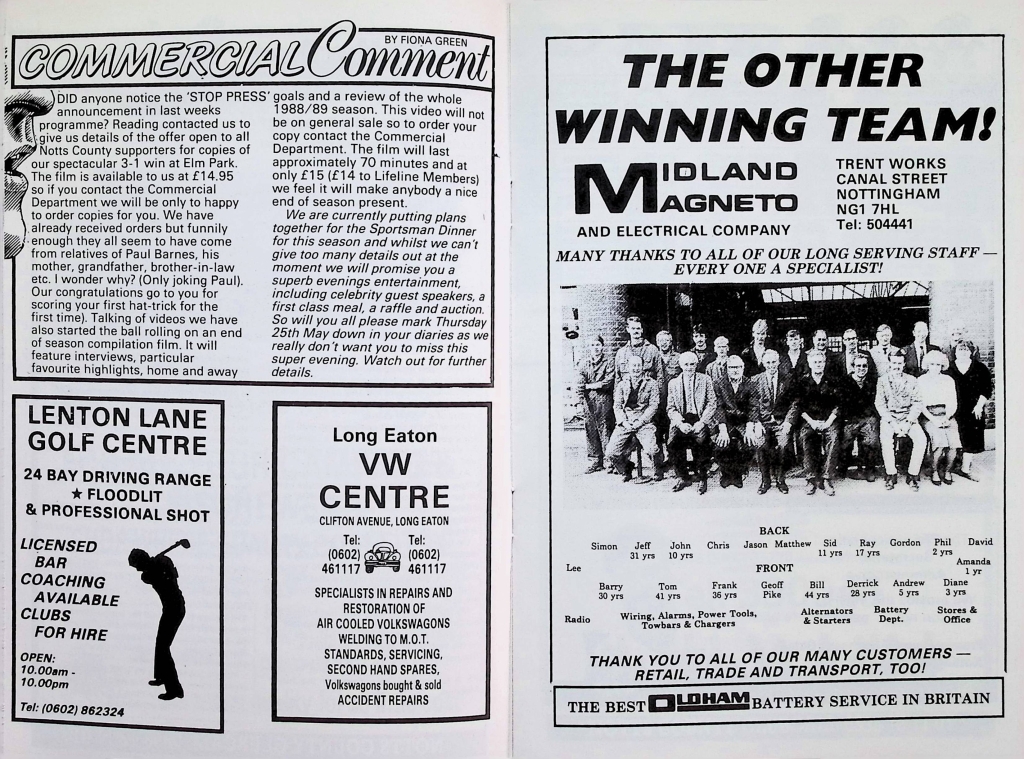 COMMERCIAL Comment
BY FIONA GREEN
DID anyone notice the 'STOP PRESS'
announcement in last weeks
programme? Reading contacted us to
give us details of the offer open to all
Notts County supporters for copies of
our spectacular 3-1 win at Elm Park.
The film is available to us at £14.95
so if you contact the Commercial
Department we will be only to happy
to order copies for you. We have
already received orders but funnily
enough they all seem to have come
from relatives of Paul Barnes, his
mother, grandfather, brother-in-law
etc. I wonder why? (Only joking Paul).
Our congratulations go to you for
scoring your first hat-trick for the
first time). Talking of videos we have
also started the ball rolling on an end
of season compilation film. It will
feature interviews, particular
favourite highlights, home and away
goals and a review of the whole
1988/89 season. This video will not
be on general sale so to order your
copy contact the Commercial
Department. The film will last
approximately 70 minutes and at
only £15 (£14 to Lifeline Members)
we feel it will make anybody a nice
end of season present.
We are currently putting plans
together for the Sportsman Dinner
for this season and whilst we can't
give too many details out at the
moment we will promise you a
superb evenings entertainment,
including celebrity guest speakers, a
first class meal, a raffle and auction.
So will you all please mark Thursday
25th May down in your diaries as we
really don't want you to miss this
super evening. Watch out for further
details.
LENTON LANE
GOLF CENTRE
24 BAY DRIVING RANGE
★ FLOODLIT
& PROFESSIONAL SHOT
LICENSED
BAR
COACHING
AVAILABLE
CLUBS
FOR HIRE
OPEN:
10.00am -
10.00pm
Tel: (0602) 862324
Long Eaton
VW
CENTRE
CLIFTON AVENUE, LONG EATON
Tel: Tel:
(0602) (0602)
461117 461117
SPECIALISTS IN REPAIRS AND
RESTORATION OF
AIR COOLED VOLKSWAGONS
WELDING TO M.O.T.
STANDARDS, SERVICING,
SECOND HAND SPARES,
Volkswagons bought & sold
ACCIDENT REPAIRS
THE OTHER
WINNING TEAM!
MIDLAND
MAGNETO
AND ELECTRICAL COMPANY
TRENT WORKS
CANAL STREET
NOTTINGHAM
NG1 7HL
Tel: 504441
MANY THANKS TO ALL OF OUR LONG SERVING STAFF —
EVERY ONE A SPECIALIST!
BACK
Simon Jeff John Chris Jason Matthew Sid Ray Gordon Phil David
31 yrs 10 yrs 11 yrs 17 yrs 2 yrs
Lee FRONT Amanda
1 yr
Barry Tom Frank Geoff Bill Derrick Andrew Diane
30 yrs 41 yrs 36 yrs Pike 44 yrs 28 yrs 5 yrs 3 yrs
Radio Wiring, Alarms, Power Tools, Alternators Battery Stores &
Towbars & Chargers & Starters Dept. Office
THANK YOU TO ALL OF OUR MANY CUSTOMERS —
RETAIL, TRADE AND TRANSPORT, TOO!
THE BEST OLDHAM BATTERY SERVICE IN BRITAIN